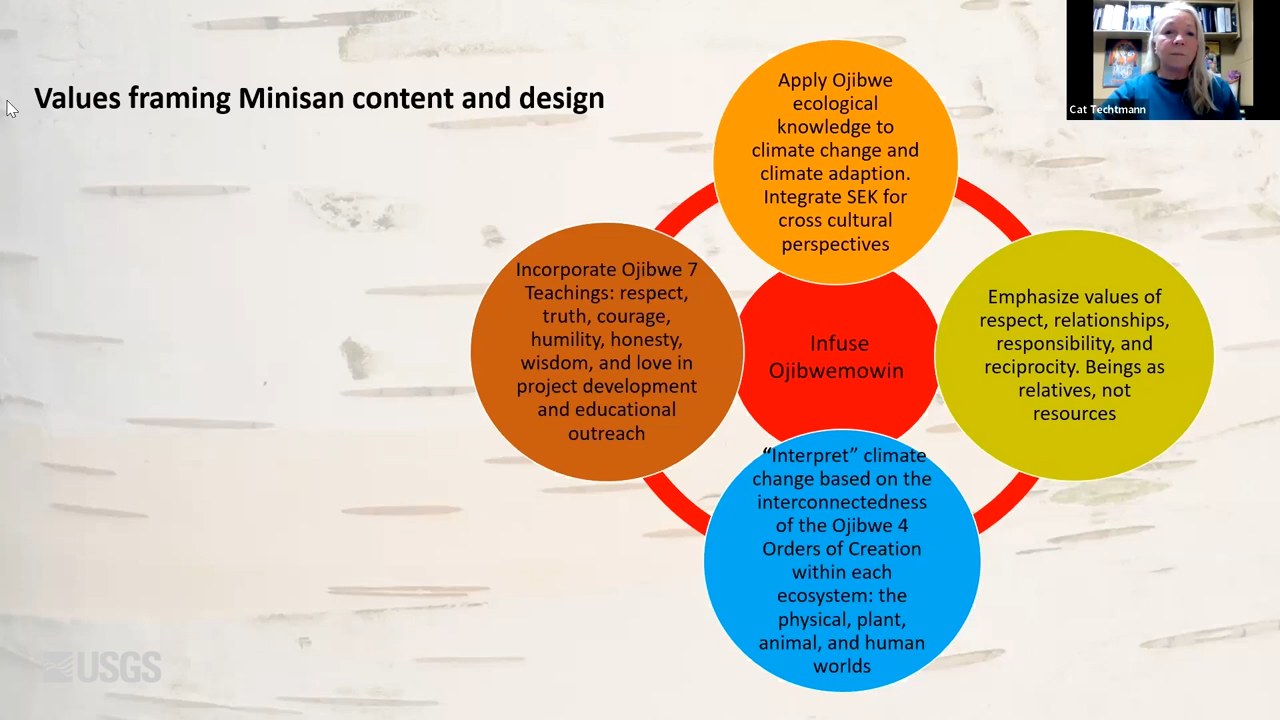 Values framing Minisan content and design
Cat Techtmann
Apply Ojibwe
ecological
knowledge to
climate change and
climate adaption.
Integrate SEK for
cross cultural
perspectives
Incorporate Ojibwe 7
Teachings: respect,
truth, courage,
humility, honesty,
wisdom, and love in
project development
and educational
outreach
Infuse
Ojibwemowin
Emphasize values of
respect, relationships,
responsibility, and
reciprocity. Beings as
relatives, not
resources
“Interpret” climate
change based on the
interconnectedness
of the Ojibwe 4
Orders of Creation
within each
ecosystem: the
physical, plant,
animal, and human
worlds
USGS